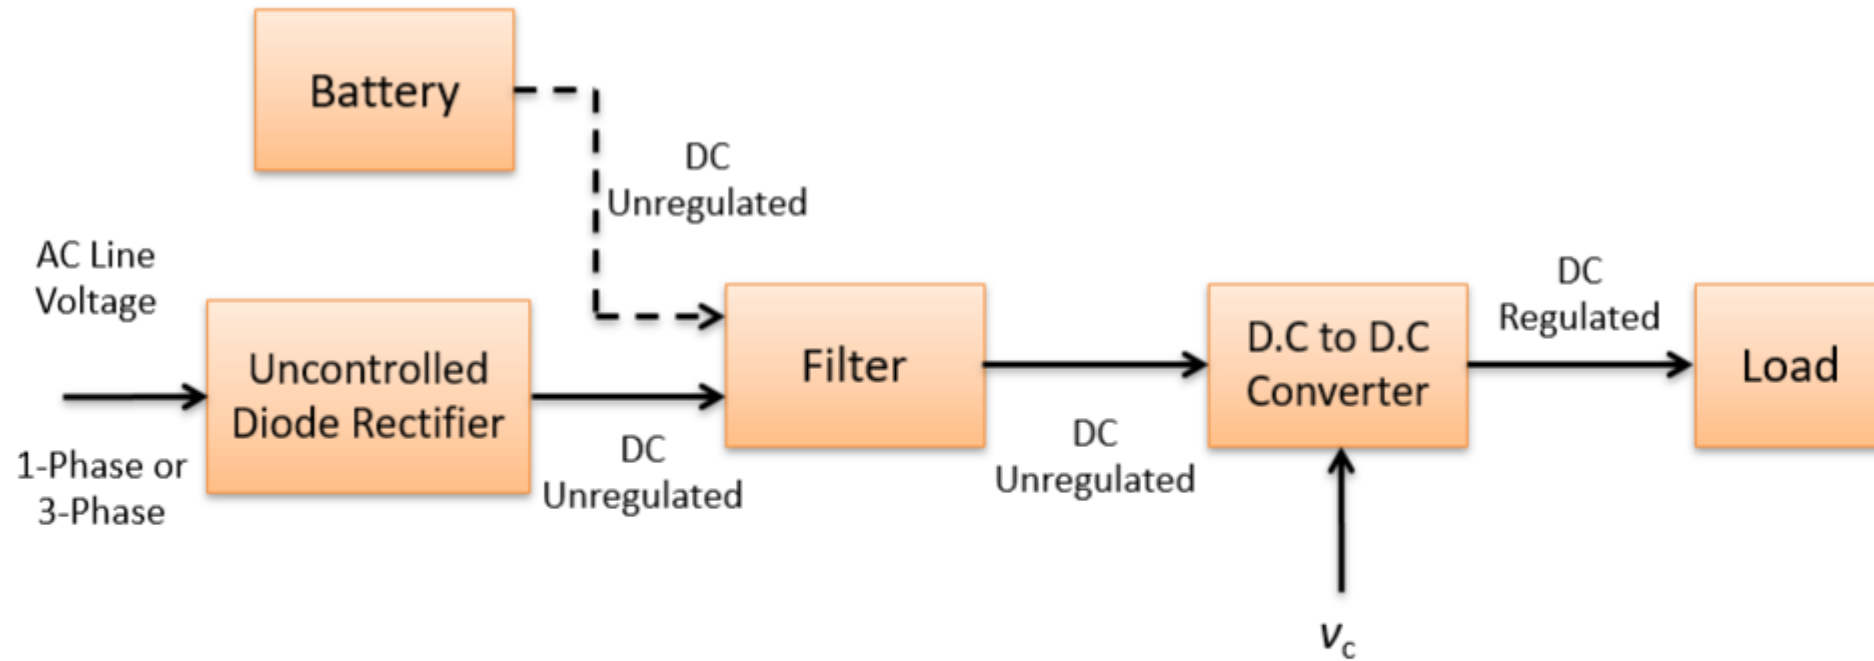 Battery
DC
Unregulated
AC Line
Voltage
Uncontrolled
Diode Rectifier
1-Phase or
3-Phase
DC
Unregulated
Filter
DC
Unregulated
D.C to D.C
Converter
DC
Regulated
Load
vc